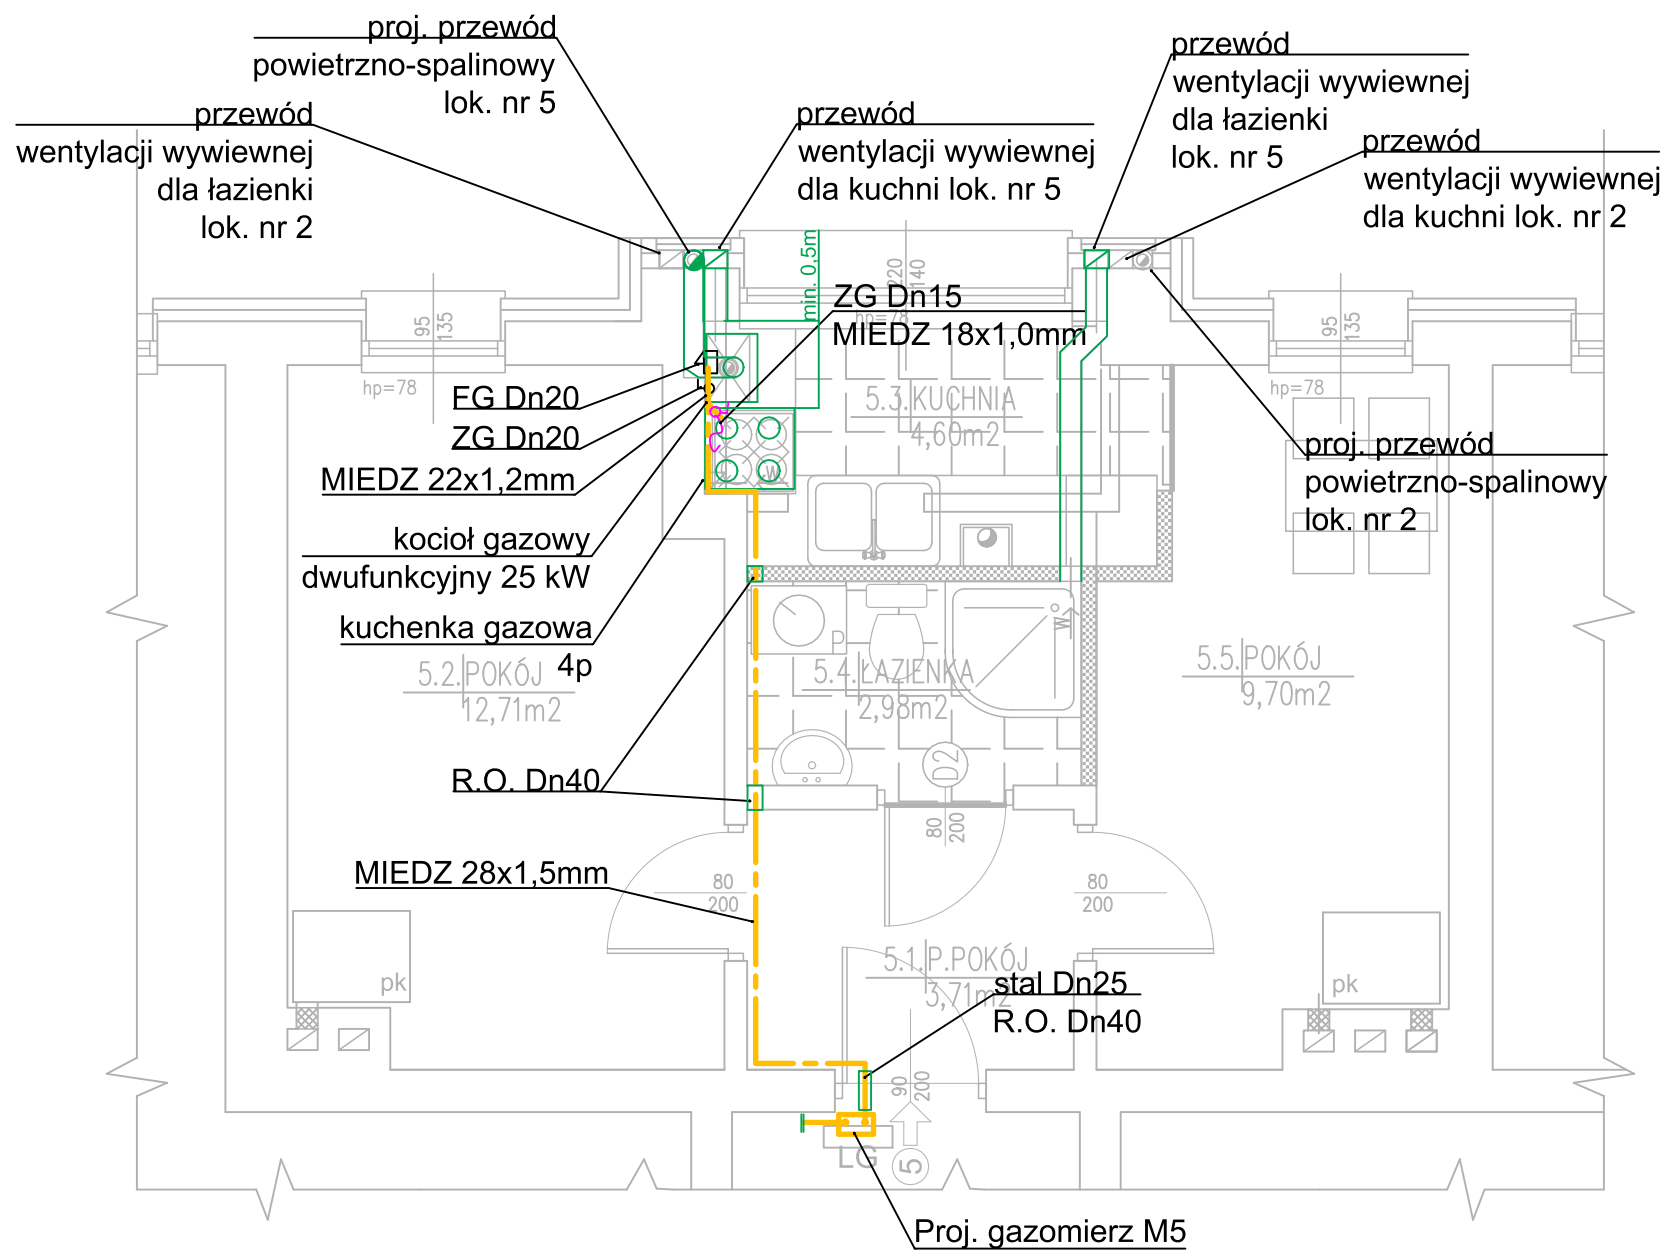 proj. przewód
powietrzno-spalinowy
lok. nr 5
przewód
wentylacji wywiewnej
dla łazienki
lok. nr 2
przewód
wentylacji wywiewnej
dla kuchni lok. nr 5
przewód
wentylacji wywiewnej
dla łazienki
lok. nr 5
przewód
wentylacji wywiewnej
dla kuchni lok. nr 2
min. 0,5m
220
140
hp=78
ZG Dn15
MIEDZ 18x1,0mm
95
135
hp=78
95
135
hp=78
FG Dn20
ZG Dn20
MIEDZ 22x1,2mm
kocioł gazowy
dwufunkcyjny 25 kW
kuchenka gazowa
4p
5.3.KUCHNIA
4,60m2
W
proj. przewód
powietrzno-spalinowy
lok. nr 2
5.2.POKÓJ
12,71m2
P
W
5.4.ŁAZIENKA
2,98m2
5.5.POKÓJ
9,70m2
D2
R.O. Dn40
80
200
MIEDZ 28x1,5mm
80
200
80
200
5.1.P.POKÓJ
3,71m2
stal Dn25
R.O. Dn40
pk
pk
90
200
LG
5
Proj. gazomierz M5